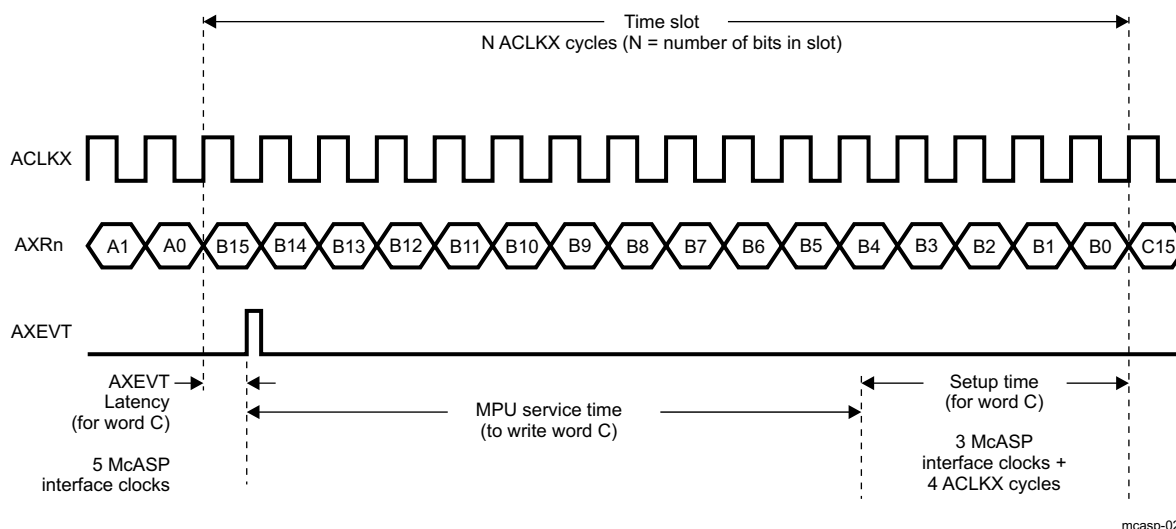 Time slot
N ACLKX cycles (N = number of bits in slot)
ACLKX
AXRn
A1 A0 B15 B14 B13 B12 B11 B10 B9 B8 B7 B6 B5 B4 B3 B2 B1 B0 C15
AXEVT
AXEVT
Latency
(for word C)
5 McASP
interface clocks
MPU service time
(to write word C)
Setup time
(for word C)
3 McASP
interface clocks +
4 ACLKX cycles